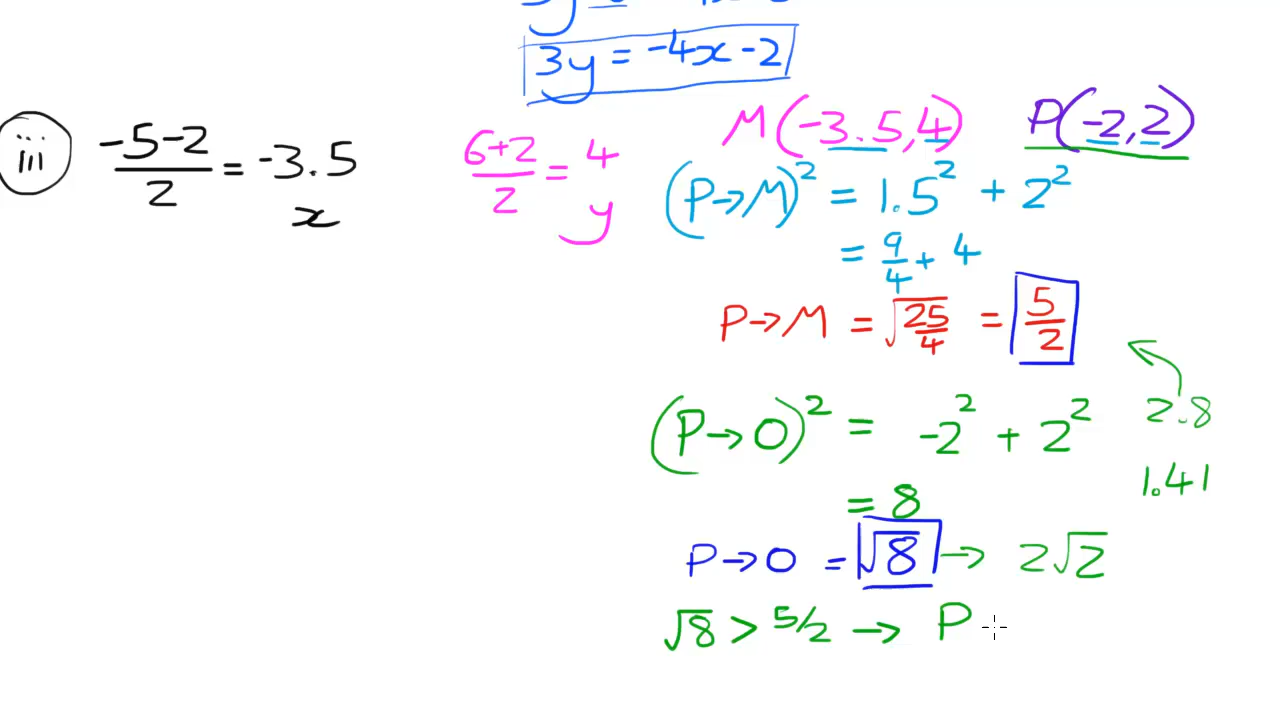 3y = -4x - 2
iii
-5-2/2 = -3.5
x
6+2/2 = 4
y
M(-3.5,4) P(-2,2)
(P→M)² = 1.5² + 2²
= 9/4 + 4
P→M = √25/4 = 5/2
(P→O)² = -2² + 2²
2.8
1.41
= 8
P→O = √8 → 2√2
√8 > 5/2 → P